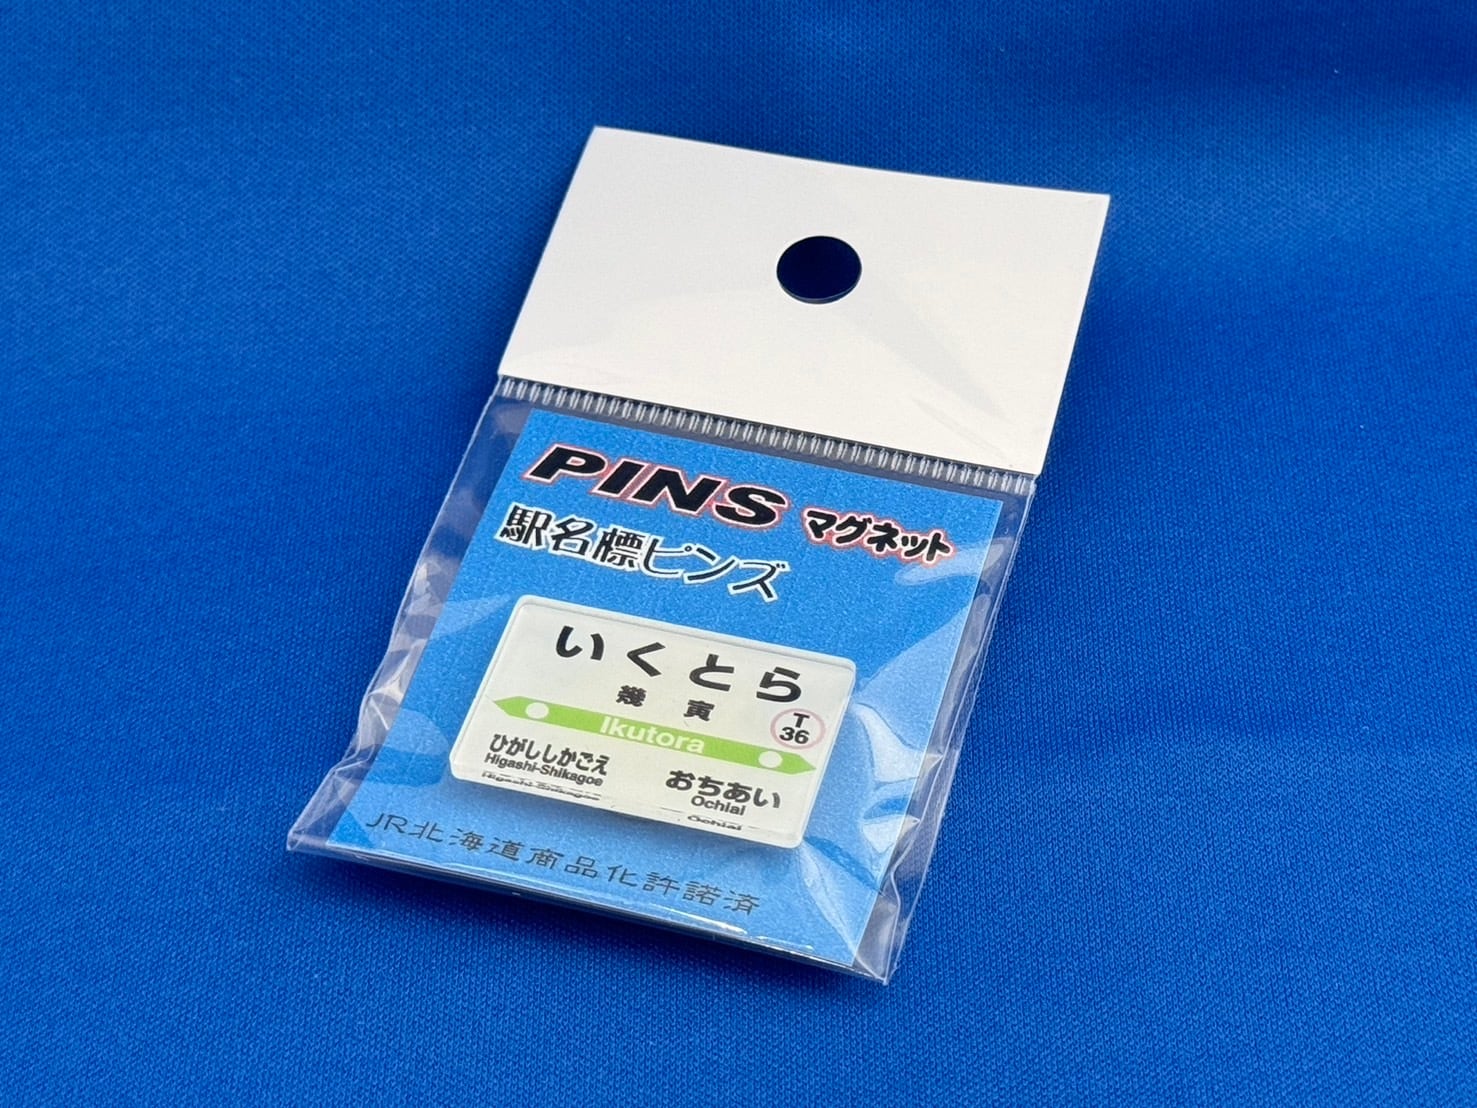 PINS マグネット
駅名標ピンズ
いくとら
幾寅
T
36
Ikutora
ひがししかごえ
Higashi-Shikagoe
おちあい
Ochiai
JR北海道商品化許諾済